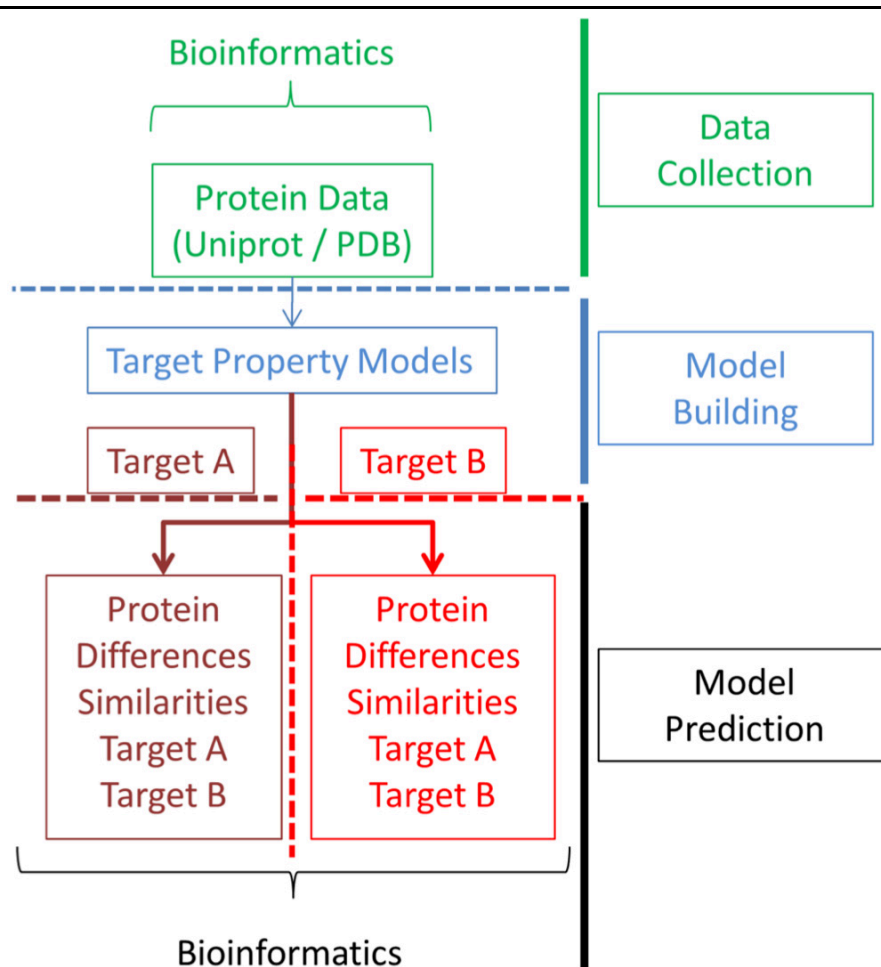 Bioinformatics
Data
Collection
Protein Data
(Uniprot / PDB)
Target Property Models
Model
Building
Target A
Target B
Protein
Differences
Similarities
Target A
Target B
Protein
Differences
Similarities
Target A
Target B
Model
Prediction
Bioinformatics